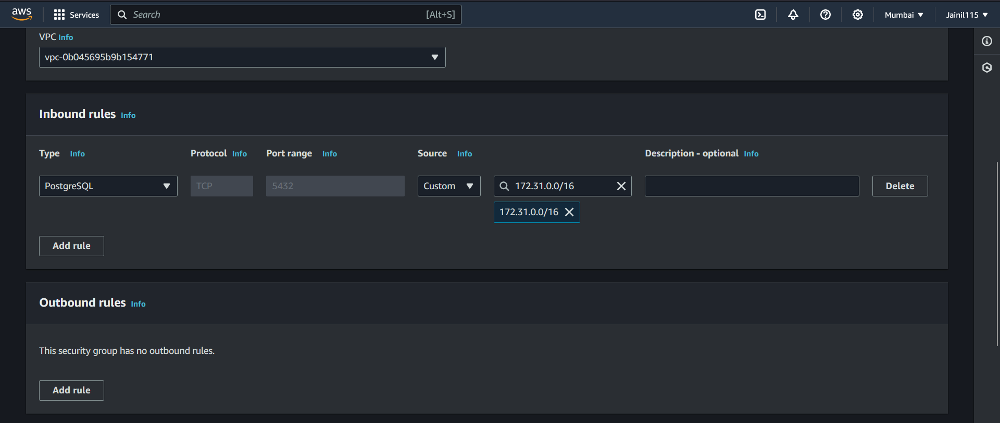 aws Services Search [Alt+S] Mumbai Jainil115
VPC Info
vpc-0b045695b9b154771
Inbound rules Info
Type Info Protocol Info Port range Info Source Info Description - optional Info
PostgreSQL TCP 5432 Custom 172.31.0.0/16 Delete
172.31.0.0/16
Add rule
Outbound rules Info
This security group has no outbound rules.
Add rule